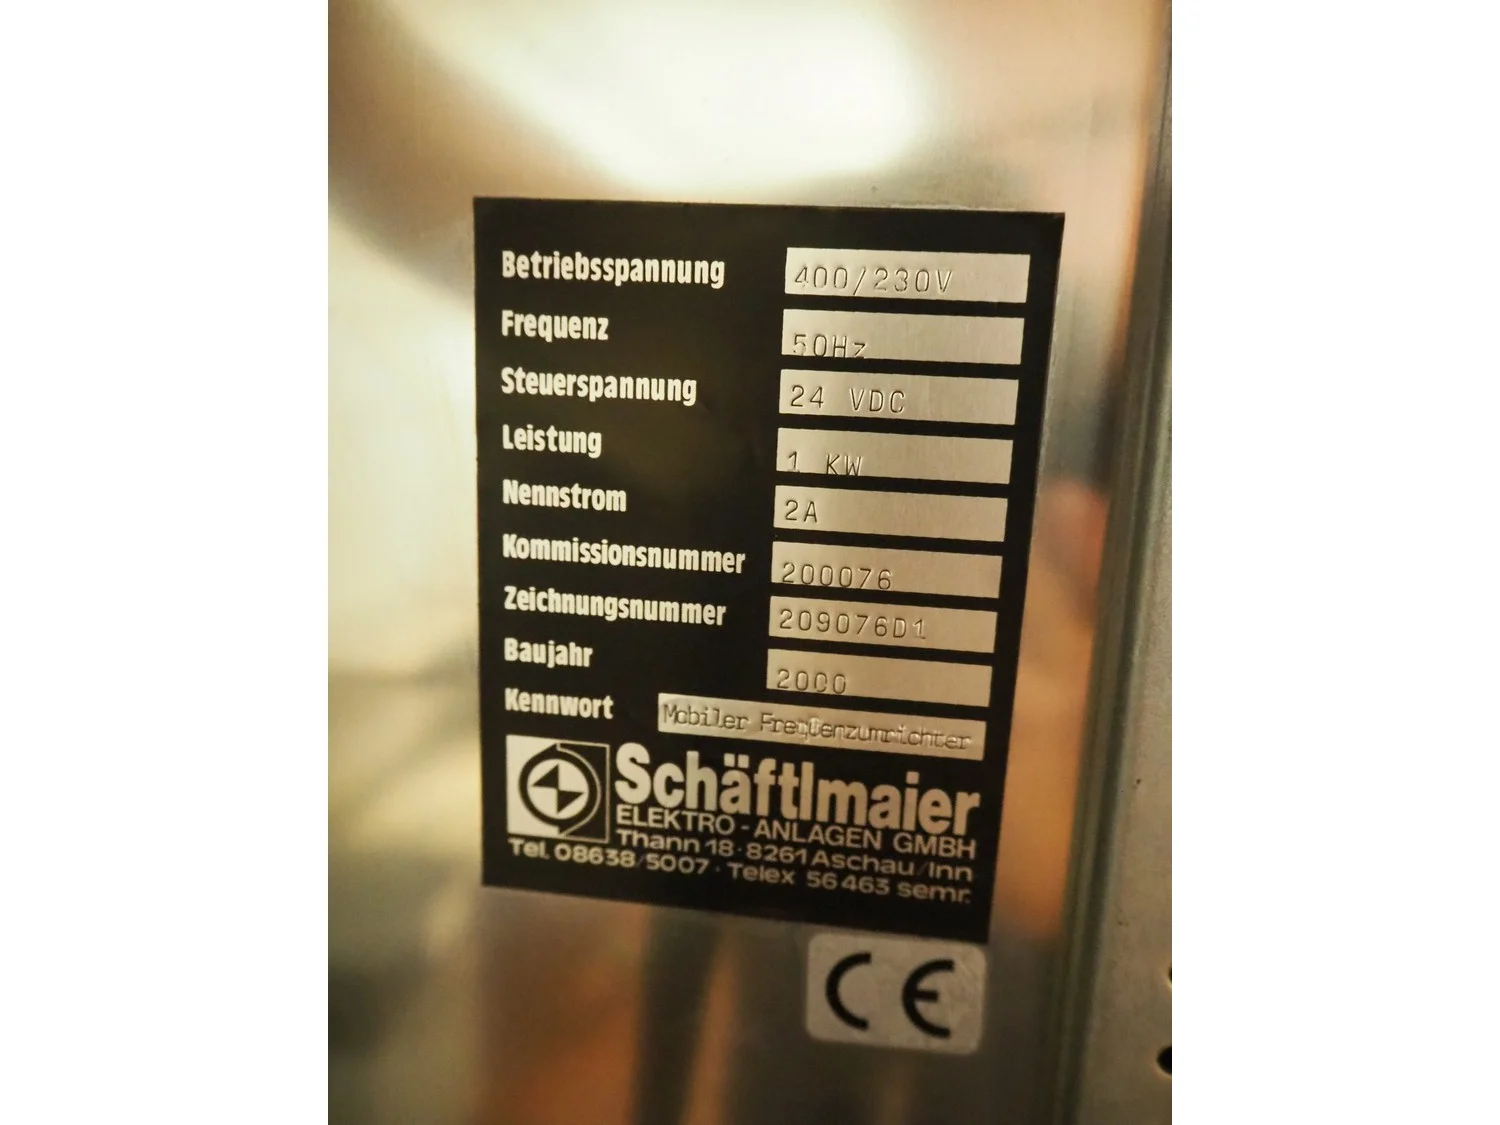 Betriebsspannung 400/230V
Frequenz 50Hz
Steuerspannung 24 VDC
Leistung 1 KW
Nennstrom 2A
Kommissionsnummer 200076
Zeichnungsnummer 209076D1
Baujahr 2000
Kennwort Mobiler Frequenzumrichter
Schäftlmaier
ELEKTRO-ANLAGEN GMBH
Thann 18·8261 Aschau/Inn
Tel. 08638/5007 · Telex 56 463 semr.
CE